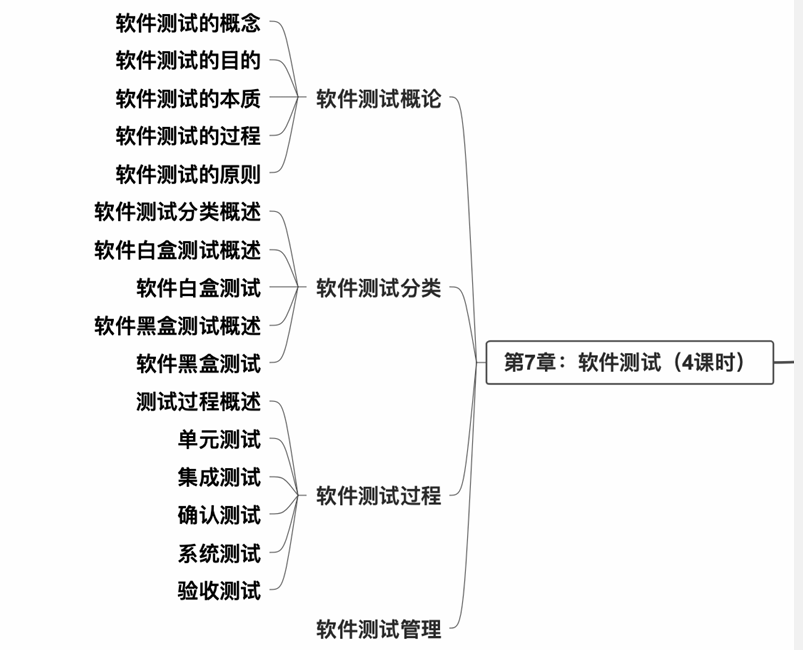 软件测试的概念
软件测试的目的
软件测试的本质
软件测试的过程
软件测试的原则
软件测试概论
软件测试分类概述
软件白盒测试概述
软件白盒测试
软件黑盒测试概述
软件黑盒测试
软件测试分类
第7章：软件测试（4课时）
测试过程概述
单元测试
集成测试
确认测试
系统测试
验收测试
软件测试过程
软件测试管理